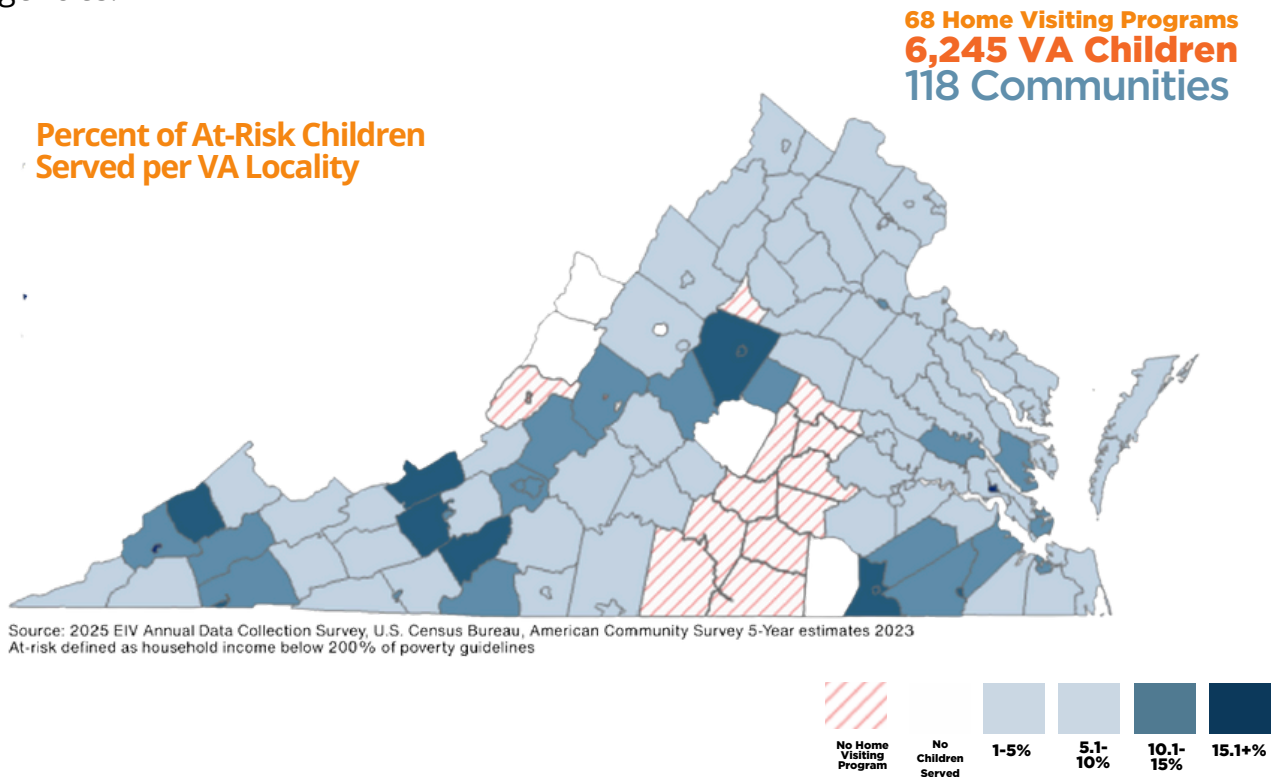 68 Home Visiting Programs
6,245 VA Children
118 Communities
Percent of At-Risk Children
Served per VA Locality
Source: 2025 EIV Annual Data Collection Survey, U.S. Census Bureau, American Community Survey 5-Year estimates 2023
At-risk defined as household income below 200% of poverty guidelines
No Home
Visiting
Program
No
Children
Served
1-5%
5.1-
10%
10.1-
15%
15.1+%